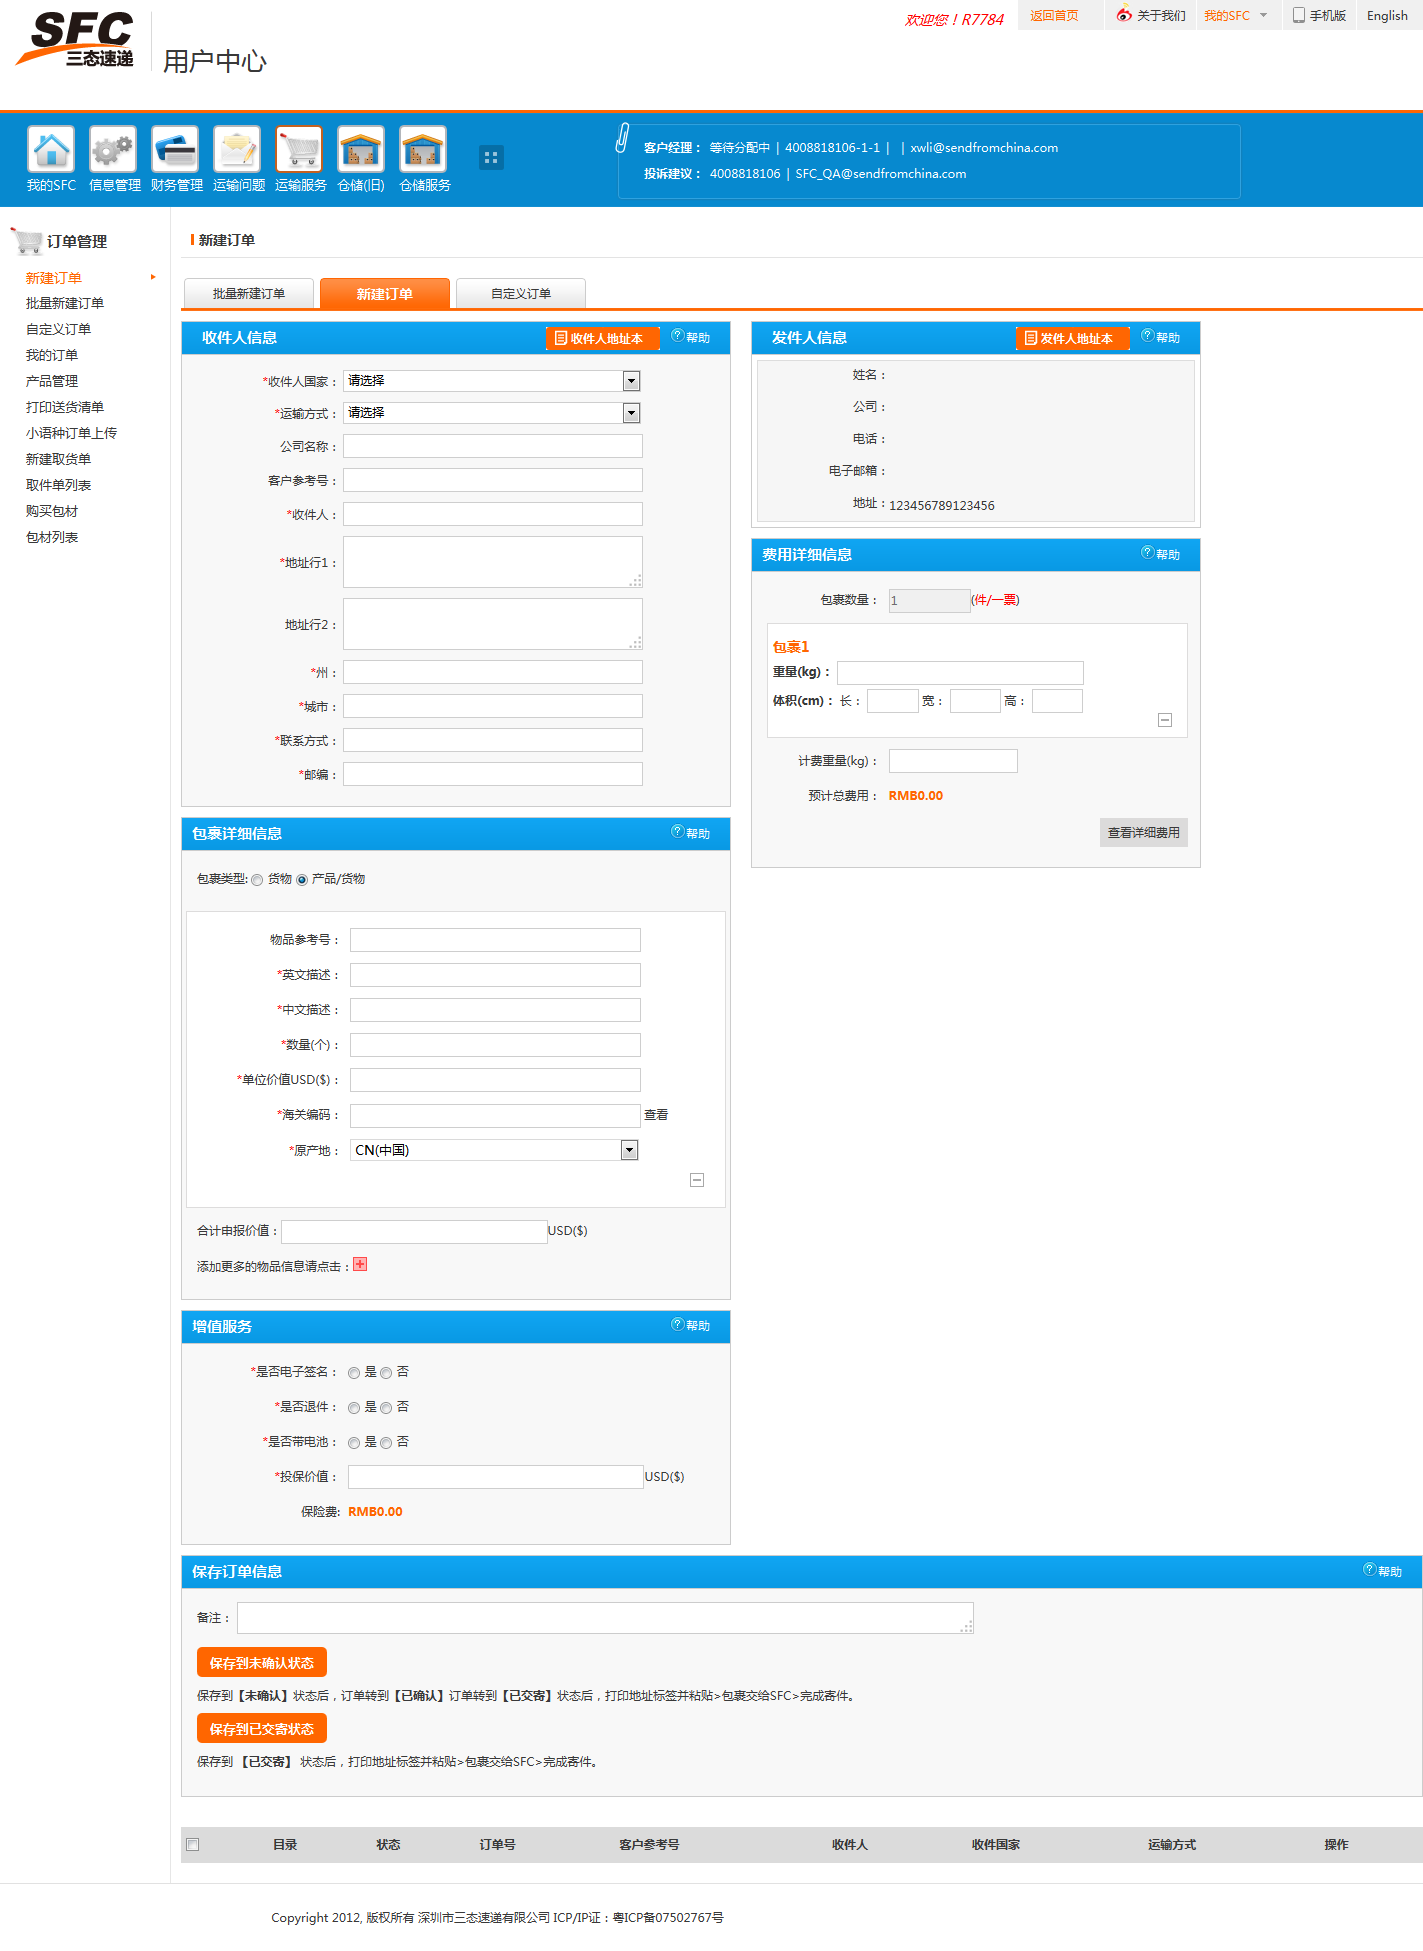 SFC
三态速递
用户中心
欢迎您！R7784
返回首页
关于我们
我的SFC
手机版
English
我的SFC
信息管理
财务管理
运输问题
运输服务
仓储(旧)
仓储服务
客户经理： 等待分配中 | 4008818106-1-1 | | xwli@sendfromchina.com
投诉建议： 4008818106 | SFC_QA@sendfromchina.com
订单管理
新建订单
批量新建订单
自定义订单
我的订单
产品管理
打印送货清单
小语种订单上传
新建取货单
取件单列表
购买包材
包材列表
新建订单
批量新建订单
新建订单
自定义订单
收件人信息
收件人地址本
?帮助
*收件人国家： 请选择
*运输方式： 请选择
公司名称：
客户参考号：
*收件人：
*地址行1：
地址行2：
*州：
*城市：
*联系方式：
*邮编：
发件人信息
发件人地址本
?帮助
姓名：
公司：
电话：
电子邮箱：
地址：123456789123456
费用详细信息
?帮助
包裹数量： 1 (件/一票)
包裹1
重量(kg)：
体积(cm)： 长： 宽： 高：
计费重量(kg)：
预计总费用： RMB0.00
查看详细费用
包裹详细信息
?帮助
包裹类型: 货物 产品/货物
物品参考号：
*英文描述：
*中文描述：
*数量(个)：
*单位价值USD($)：
*海关编码： 查看
*原产地： CN(中国)
合计申报价值： USD($)
添加更多的物品信息请点击：
增值服务
?帮助
*是否电子签名： 是 否
*是否退件： 是 否
*是否带电池： 是 否
*投保价值： USD($)
保险费: RMB0.00
保存订单信息
?帮助
备注：
保存到未确认状态
保存到【未确认】状态后，订单转到【已确认】订单转到【已交寄】状态后，打印地址标签并粘贴>包裹交给SFC>完成寄件。
保存到已交寄状态
保存到 【已交寄】 状态后，打印地址标签并粘贴>包裹交给SFC>完成寄件。
目录 状态 订单号 客户参考号 收件人 收件国家 运输方式 操作
Copyright 2012, 版权所有 深圳市三态速递有限公司 ICP/IP证：粤ICP备07502767号